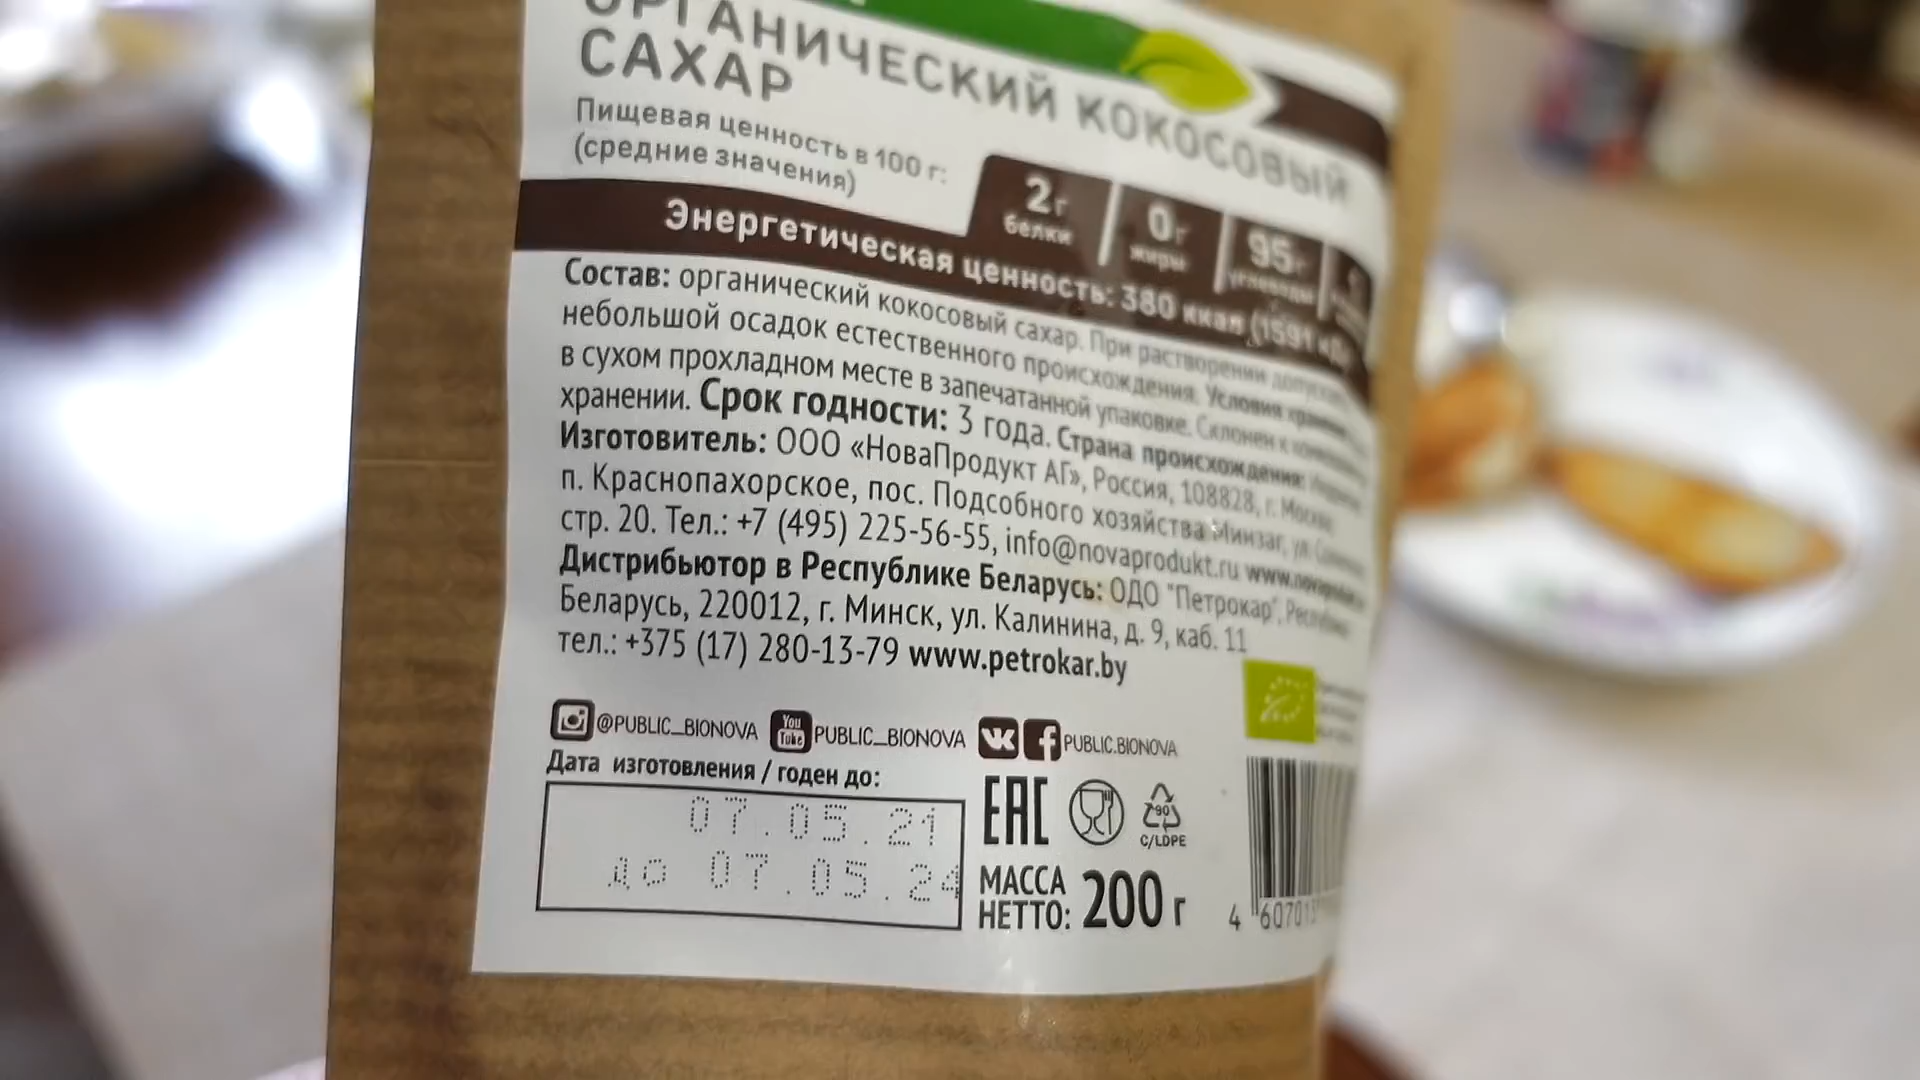 ОРГАНИЧЕСКИЙ КОКОСОВЫЙ
САХАР
Пищевая ценность в 100 г:
(средние значения)
2г белки
0г жиры
95г углеводы
Энергетическая ценность: 380 ккал (1591
Состав: органический кокосовый сахар. При растворении
небольшой осадок естественного происхождения. Условия
в сухом прохладном месте в запечатанной упаковке. Склонен к
хранении. Срок годности: 3 года. Страна происхождения:
Изготовитель: ООО «НоваПродукт АГ», Россия, 108828, г. Москва
п. Краснопахорское, пос. Подсобного хозяйства Минзаг, ул.
стр. 20. Тел.: +7 (495) 225-56-55, info@novaprodukt.ru
Дистрибьютор в Республике Беларусь: ОДО "Петрокар", Республика
Беларусь, 220012, г. Минск, ул. Калинина, д. 9, каб. 11
тел.: +375 (17) 280-13-79 www.petrokar.by
@PUBLIC_BIONOVA You Tube PUBLIC_BIONOVA VK f PUBLIC.BIONOVA
Дата изготовления / годен до:
07.05.21
до 07.05.24
EAC
90
C/LDPE
МАССА
НЕТТО: 200 г
4 607013